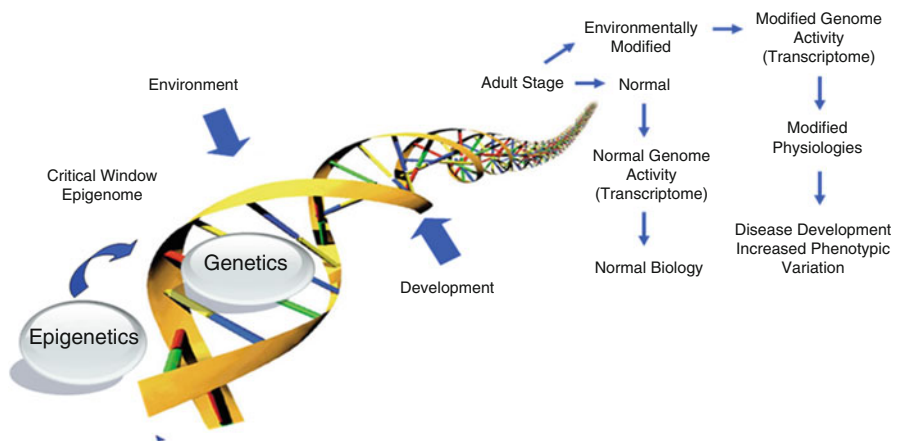 Environment
Critical Window
Epigenome
Genetics
Epigenetics
Development
Adult Stage
Environmentally
Modified
Normal
Normal Genome
Activity
(Transcriptome)
Normal Biology
Modified Genome
Activity
(Transcriptome)
Modified
Physiologies
Disease Development
Increased Phenotypic
Variation